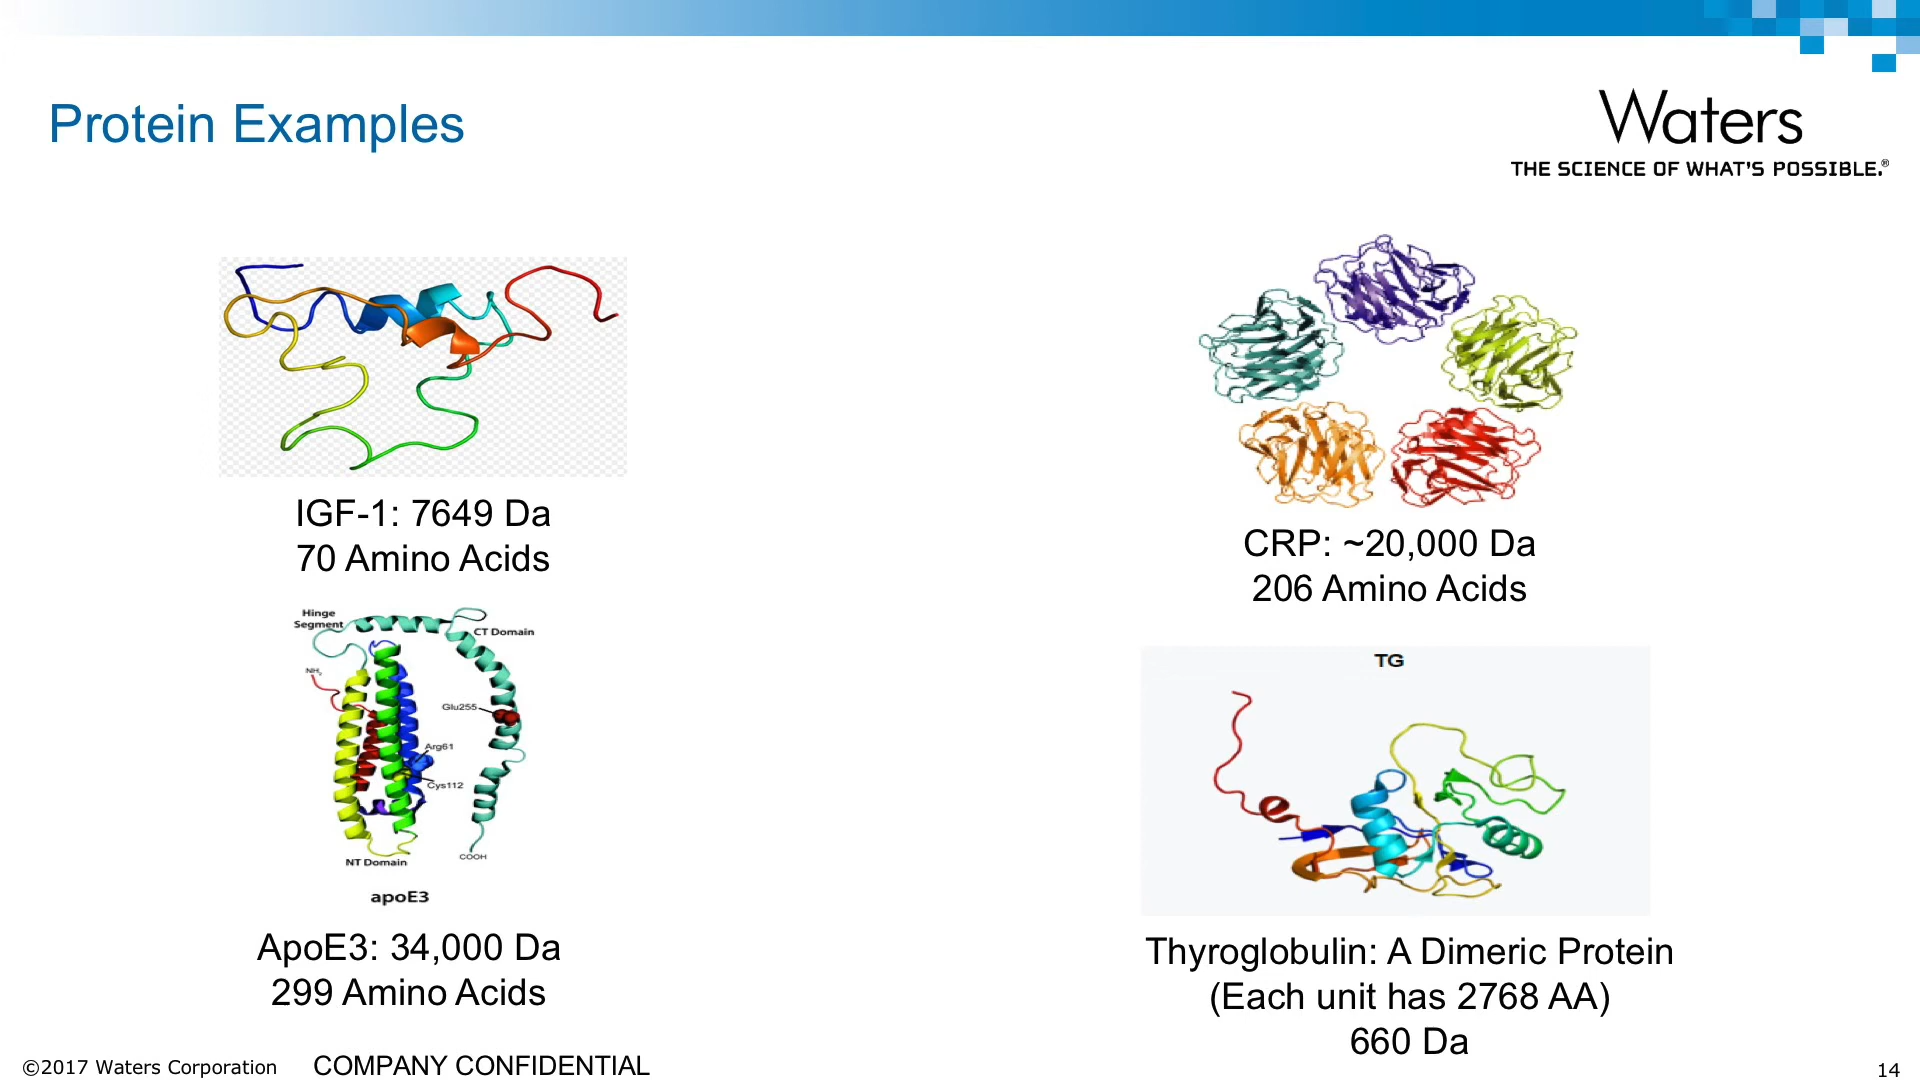 Protein Examples
Waters
THE SCIENCE OF WHAT'S POSSIBLE.®
IGF-1: 7649 Da
70 Amino Acids
CRP: ~20,000 Da
206 Amino Acids
Hinge
Segment
CT Domain
NH2
Glu255
Arg61
Cys112
NT Domain
COOH
apoE3
ApoE3: 34,000 Da
299 Amino Acids
TG
Thyroglobulin: A Dimeric Protein
(Each unit has 2768 AA)
660 Da
©2017 Waters Corporation COMPANY CONFIDENTIAL
14